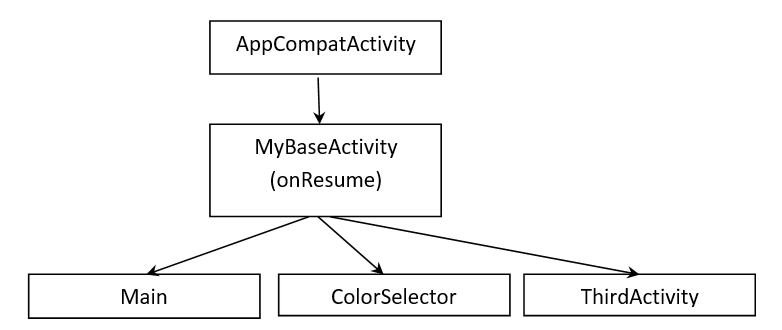 AppCompatActivity
MyBaseActivity
(onResume)
Main
ColorSelector
ThirdActivity